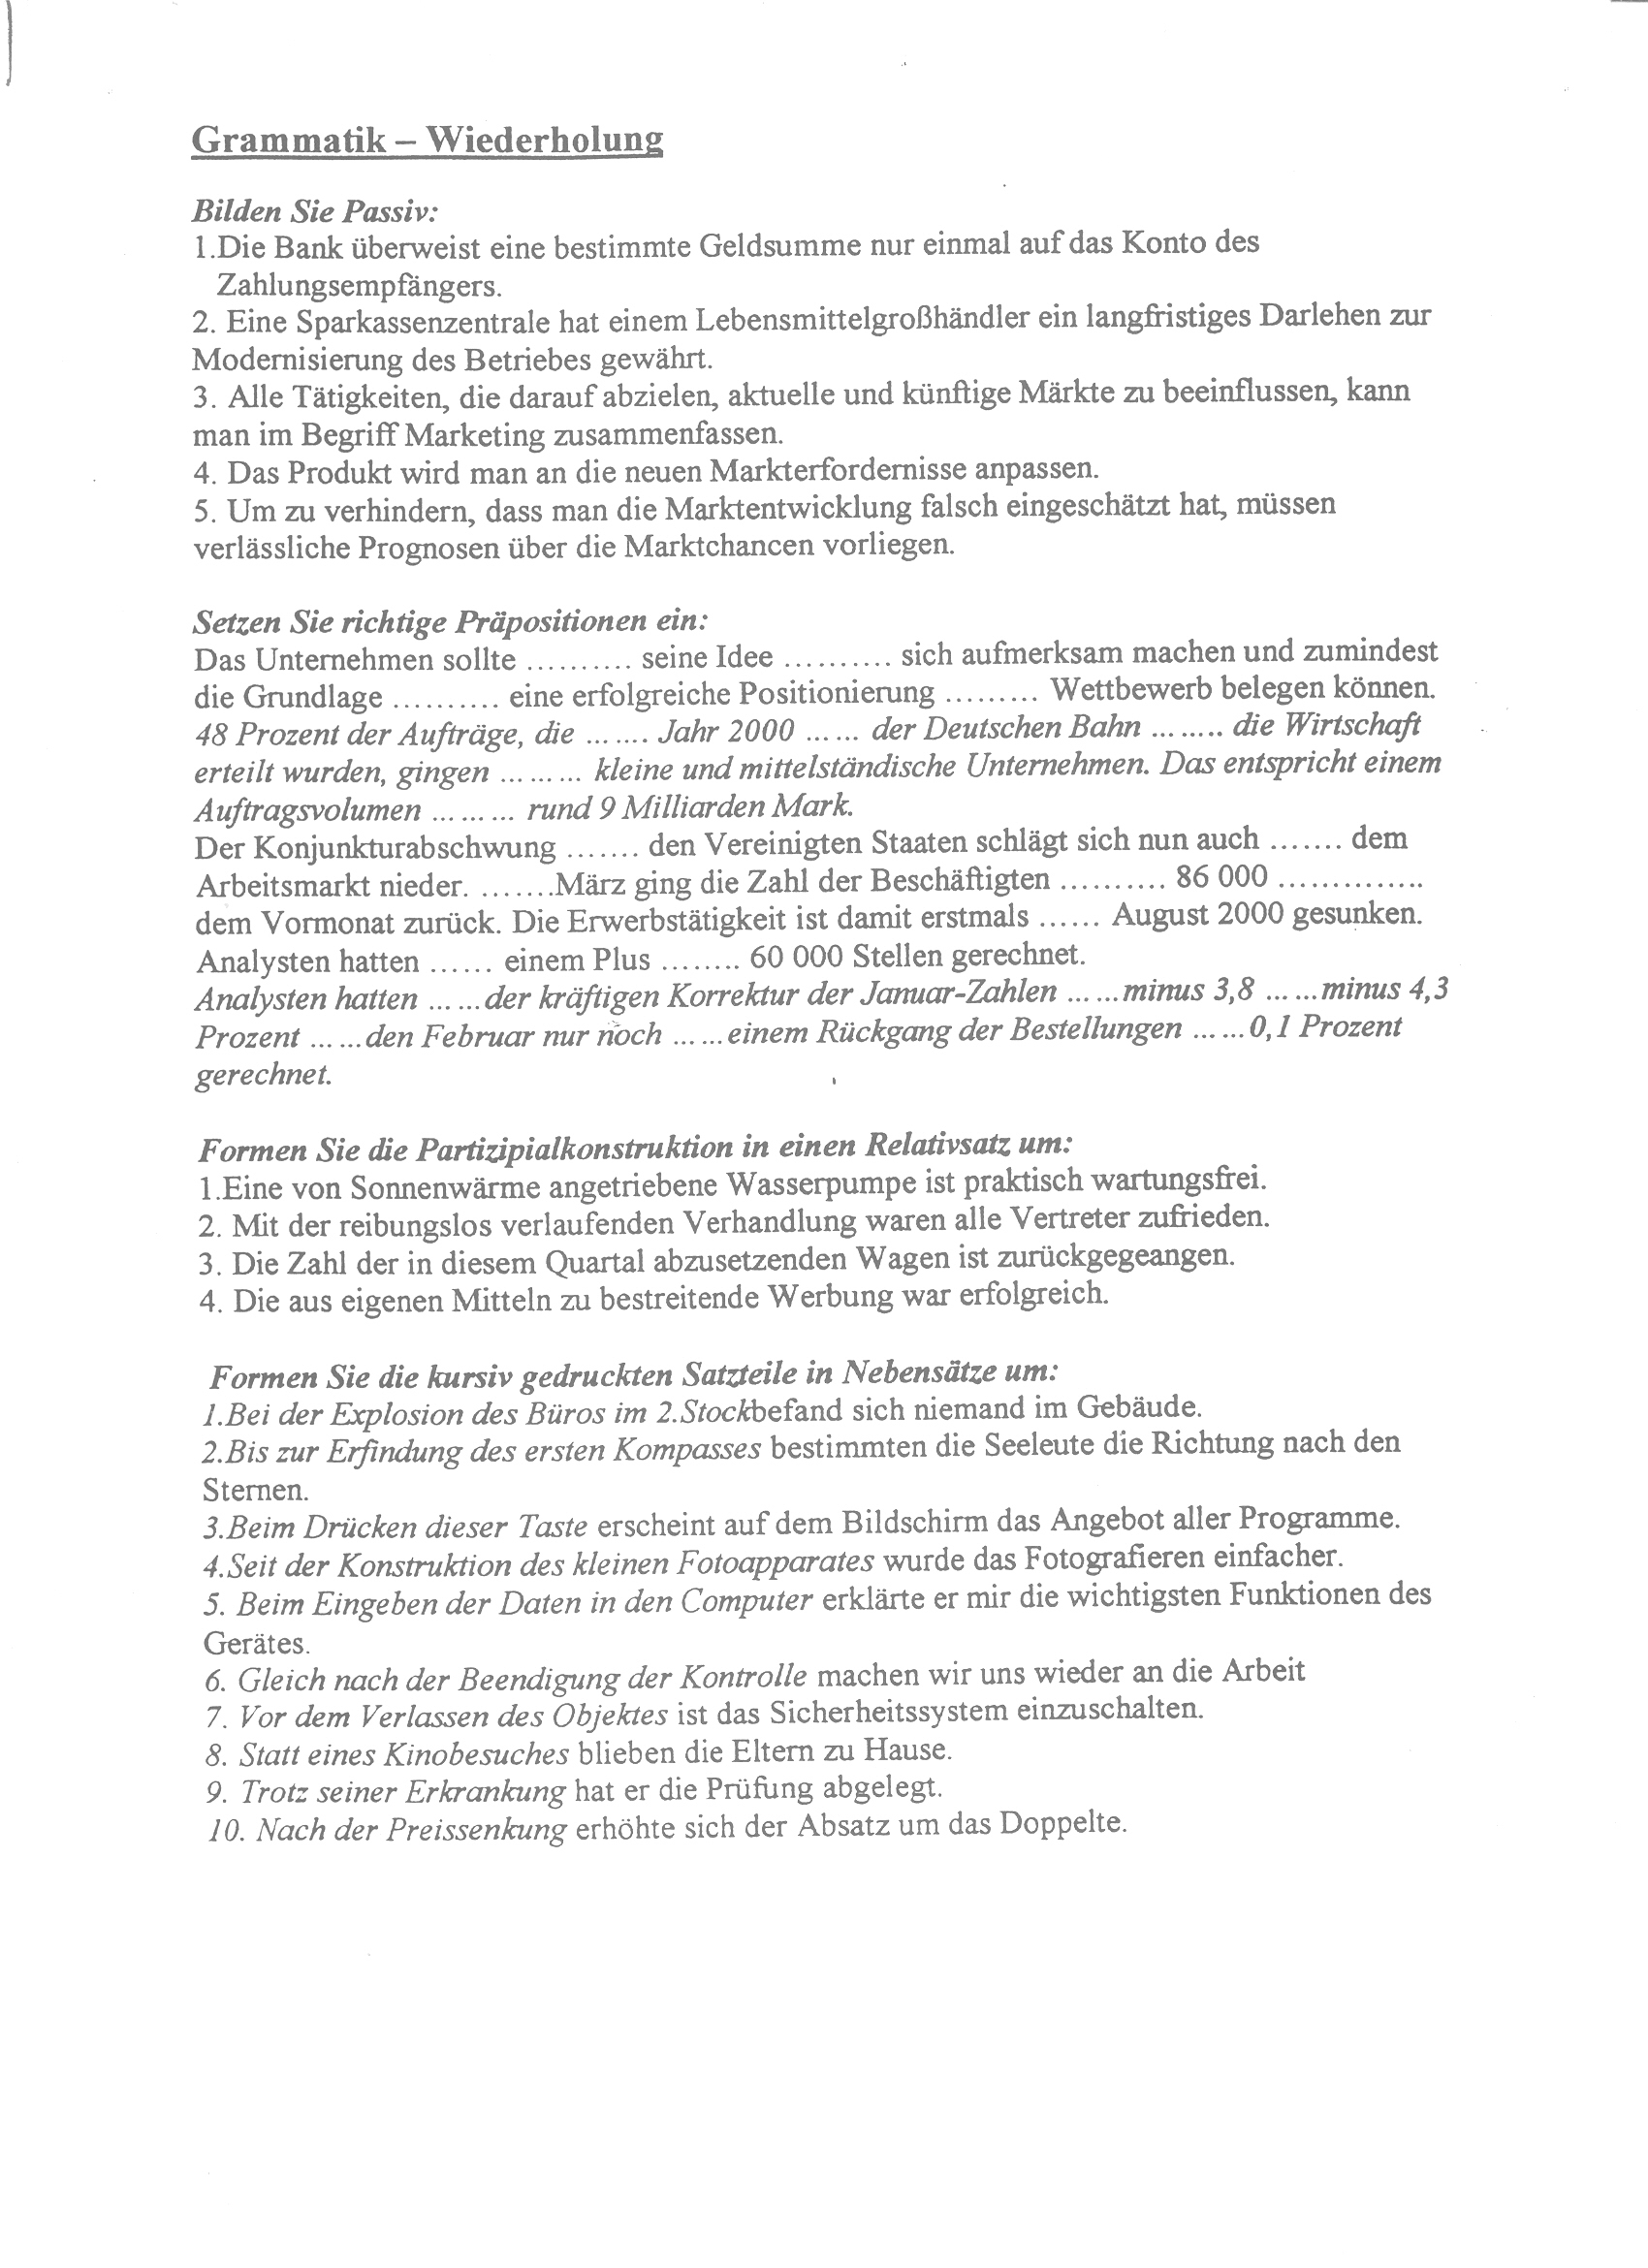 Grammatik – Wiederholung
Bilden Sie Passiv:
1.Die Bank überweist eine bestimmte Geldsumme nur einmal auf das Konto des
Zahlungsempfängers.
2. Eine Sparkassenzentrale hat einem Lebensmittelgroßhändler ein langfristiges Darlehen zur
Modernisierung des Betriebes gewährt.
3. Alle Tätigkeiten, die darauf abzielen, aktuelle und künftige Märkte zu beeinflussen, kann
man im Begriff Marketing zusammenfassen.
4. Das Produkt wird man an die neuen Markterfordernisse anpassen.
5. Um zu verhindern, dass man die Marktentwicklung falsch eingeschätzt hat, müssen
verlässliche Prognosen über die Marktchancen vorliegen.
Setzen Sie richtige Präpositionen ein:
Das Unternehmen sollte .......... seine Idee .......... sich aufmerksam machen und zumindest
die Grundlage .......... eine erfolgreiche Positionierung ......... Wettbewerb belegen können.
48 Prozent der Aufträge, die ....... Jahr 2000 ...... der Deutschen Bahn ........ die Wirtschaft
erteilt wurden, gingen ......... kleine und mittelständische Unternehmen. Das entspricht einem
Auftragsvolumen ......... rund 9 Milliarden Mark.
Der Konjunkturabschwung ....... den Vereinigten Staaten schlägt sich nun auch ....... dem
Arbeitsmarkt nieder. .......März ging die Zahl der Beschäftigten .......... 86 000 ..............
dem Vormonat zurück. Die Erwerbstätigkeit ist damit erstmals ...... August 2000 gesunken.
Analysten hatten ...... einem Plus ........ 60 000 Stellen gerechnet.
Analysten hatten ......der kräftigen Korrektur der Januar-Zahlen ......minus 3,8 ......minus 4,3
Prozent ......den Februar nur noch ......einem Rückgang der Bestellungen ......0,1 Prozent
gerechnet.
Formen Sie die Partizipialkonstruktion in einen Relativsatz um:
1.Eine von Sonnenwärme angetriebene Wasserpumpe ist praktisch wartungsfrei.
2. Mit der reibungslos verlaufenden Verhandlung waren alle Vertreter zufrieden.
3. Die Zahl der in diesem Quartal abzusetzenden Wagen ist zurückgegeangen.
4. Die aus eigenen Mitteln zu bestreitende Werbung war erfolgreich.
Formen Sie die kursiv gedruckten Satzteile in Nebensätze um:
1.Bei der Explosion des Büros im 2.Stockbefand sich niemand im Gebäude.
2.Bis zur Erfindung des ersten Kompasses bestimmten die Seeleute die Richtung nach den
Sternen.
3.Beim Drücken dieser Taste erscheint auf dem Bildschirm das Angebot aller Programme.
4.Seit der Konstruktion des kleinen Fotoapparates wurde das Fotografieren einfacher.
5. Beim Eingeben der Daten in den Computer erklärte er mir die wichtigsten Funktionen des
Gerätes.
6. Gleich nach der Beendigung der Kontrolle machen wir uns wieder an die Arbeit
7. Vor dem Verlassen des Objektes ist das Sicherheitssystem einzuschalten.
8. Statt eines Kinobesuches blieben die Eltern zu Hause.
9. Trotz seiner Erkrankung hat er die Prüfung abgelegt.
10. Nach der Preissenkung erhöhte sich der Absatz um das Doppelte.